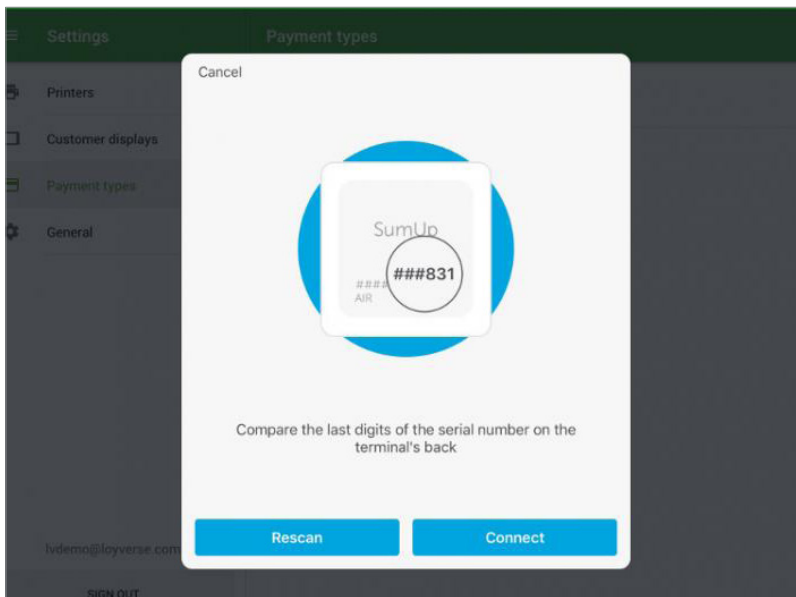 Settings
Payment types
Cancel
Printers
Customer displays
Payment types
General
SumUp
###831
####
AIR
Compare the last digits of the serial number on the
terminal's back
Rescan
Connect
lvdemo@loyverse.com
SIGN OUT